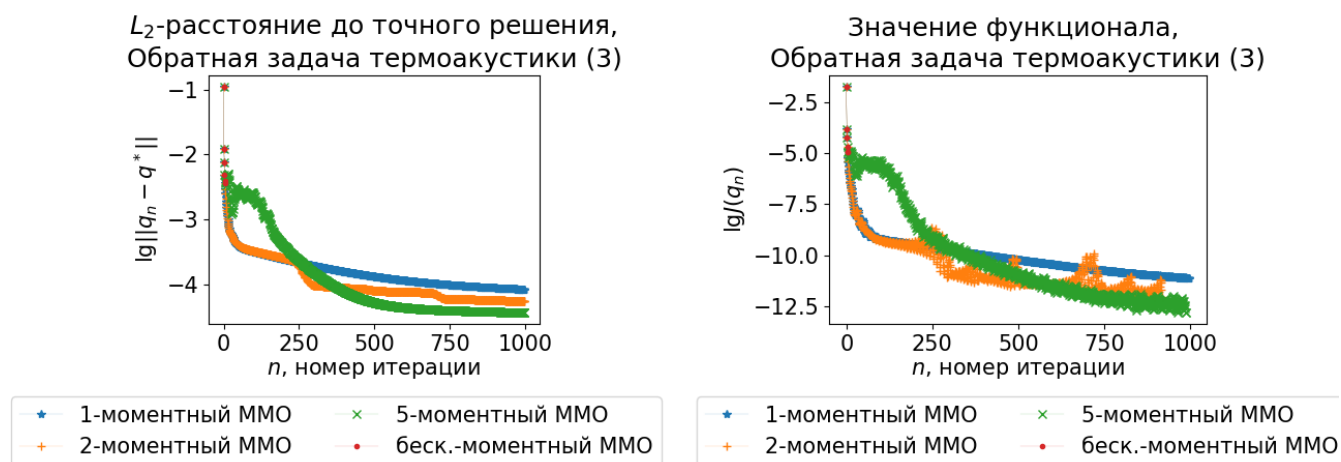 L₂-расстояние до точного решения,
Обратная задача термоакустики (3)
−1
−2
−3
−4
lg||qₙ − q*||
0 250 500 750 1000
n, номер итерации
1-моментный ММО
2-моментный ММО
5-моментный ММО
беск.-моментный ММО
Значение функционала,
Обратная задача термоакустики (3)
−2.5
−5.0
−7.5
−10.0
−12.5
lgJ(qₙ)
0 250 500 750 1000
n, номер итерации
1-моментный ММО
2-моментный ММО
5-моментный ММО
беск.-моментный ММО